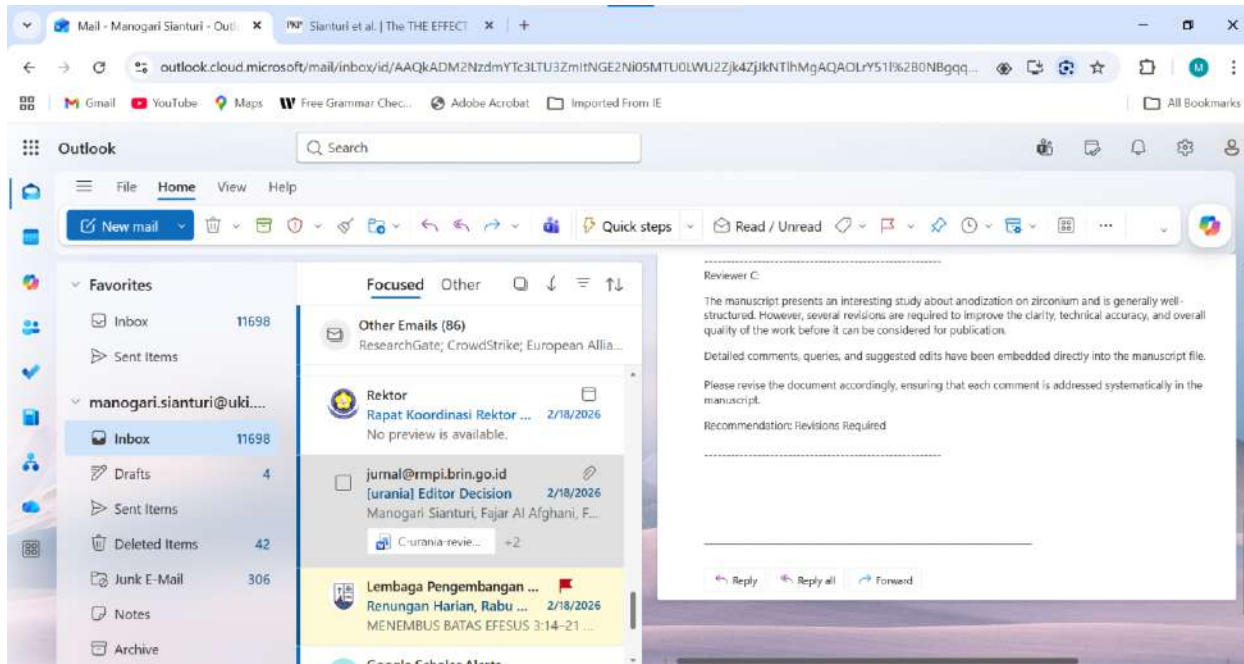 Mail - Manogari Sianturi - Outl
PKP Sianturi et al. | The THE EFFECT
outlook.cloud.microsoft/mail/inbox/id/
M
Gmail
YouTube
Maps
Free Grammar Chec...
Adobe Acrobat
Imported From IE
All Bookmarks
Outlook
Search
File Home View Help
New mail
Quick steps
Read / Unread
Favorites
Inbox 11698
Sent Items
manogari.sianturi@uki....
Inbox 11698
Drafts 4
Sent Items
Deleted Items 42
Junk E-Mail 306
Notes
Archive
Focused Other
Other Emails (86)
ResearchGate; CrowdStrike; European Allia...
Rektor
Rapat Koordinasi Rektor ... 2/18/2026
No preview is available.
jurnal@rmpi.brin.go.id
[urania] Editor Decision 2/18/2026
Manogari Sianturi, Fajar Al Afghani, F...
C-urania-revie... +2
Lembaga Pengembangan ...
Renungan Harian, Rabu ... 2/18/2026
MENEMBUS BATAS EFESUS 3:14–21 ...
Google Scholar Alerts
Reviewer C:
The manuscript presents an interesting study about anodization on zirconium and is generally well-
structured. However, several revisions are required to improve the clarity, technical accuracy, and overall
quality of the work before it can be considered for publication.
Detailed comments, queries, and suggested edits have been embedded directly into the manuscript file.
Please revise the document accordingly, ensuring that each comment is addressed systematically in the
manuscript.
Recommendation: Revisions Required
Reply Reply all Forward